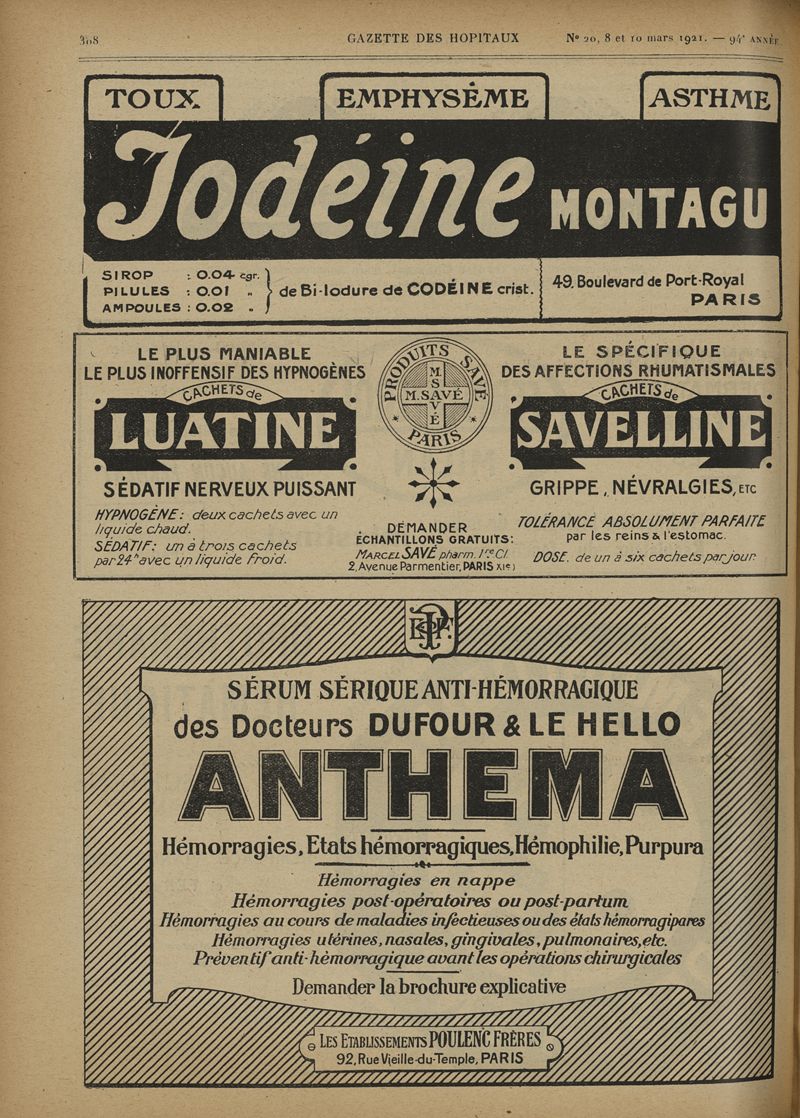 308 GAZETTE DES HOPITAUX Nº 20, 8 et 10 mars 1921. — 94e ANNÉE
TOUX EMPHYSÈME ASTHME
Iodéine MONTAGU
SIROP : 0.04 cgr.
PILULES : 0.01 „
AMPOULES : 0.02 „
de Bi-Iodure de CODÉINE crist.
49, Boulevard de Port-Royal
PARIS
LE PLUS MANIABLE
LE PLUS INOFFENSIF DES HYPNOGÈNES
CACHETS de
LUATINE
SÉDATIF NERVEUX PUISSANT
HYPNOGÈNE: deux cachets avec un
liquide chaud.
SÉDATIF: un à trois cachets
par 24h avec un liquide froid.
PRODUITS SAVÉ
M.SAVÉ
PARIS
DEMANDER
ÉCHANTILLONS GRATUITS:
MARCEL SAVÉ pharm. 1re Cl.
2, Avenue Parmentier, PARIS XIe)
LE SPÉCIFIQUE
DES AFFECTIONS RHUMATISMALES
CACHETS de
SAVELLINE
GRIPPE, NÉVRALGIES, ETC
TOLÉRANCE ABSOLUMENT PARFAITE
par les reins & l'estomac.
DOSE. de un à six cachets par jour.
SÉRUM SÉRIQUE ANTI-HÉMORRAGIQUE
des Docteurs DUFOUR & LE HELLO
ANTHEMA
Hémorragies, Etats hémorragiques, Hémophilie, Purpura
Hémorragies en nappe
Hémorragies post-opératoires ou post-partum
Hémorragies au cours de maladies infectieuses ou des états hémorragipares
Hémorragies utérines, nasales, gingivales, pulmonaires, etc.
Préventif anti-hémorragique avant les opérations chirurgicales
Demander la brochure explicative
LES ETABLISSEMENTS POULENC FRÈRES
92, Rue Vieille-du-Temple, PARIS